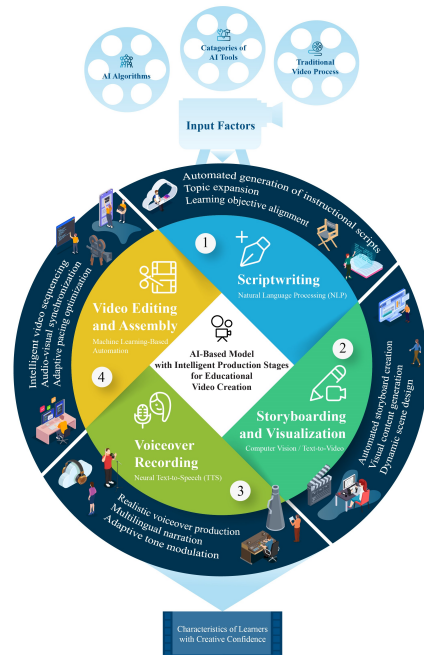 AI Algorithms
Catagories of
AI Tools
Traditional
Video Process
Input Factors
Automated generation of instructional scripts
Topic expansion
Learning objective alignment
1
Scriptwriting
Natural Language Processing (NLP)
2
Storyboarding
and Visualization
Computer Vision / Text-to-Video
Automated storyboard creation
Visual content generation
Dynamic scene design
3
Voiceover
Recording
Neural Text-to-Speech (TTS)
Realistic voiceover production
Multilingual narration
Adaptive tone modulation
4
Video Editing
and Assembly
Machine Learning-Based
Automation
Intelligent video sequencing
Audio-visual synchronization
Adaptive pacing optimization
AI-Based Model
with Intelligent Production Stages
for Educational
Video Creation
Characteristics of Learners
with Creative Confidence